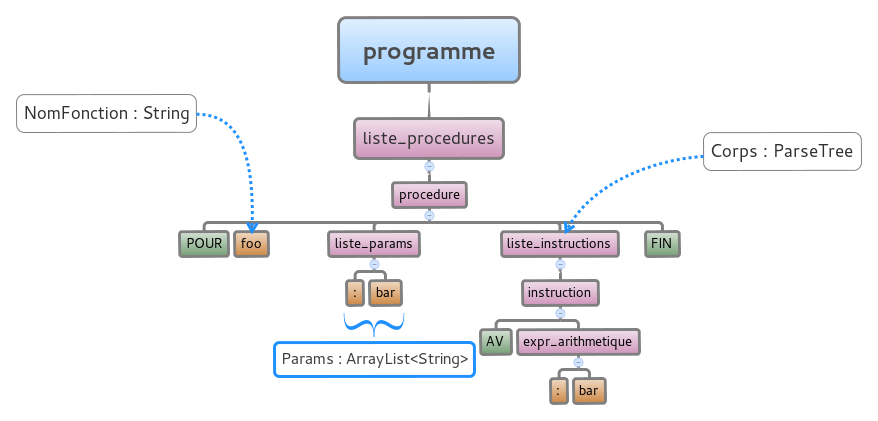 programme
NomFonction : String
liste_procedures
Corps : ParseTree
procedure
POUR
foo
liste_params
liste_instructions
FIN
:
bar
instruction
Params : ArrayList<String>
AV
expr_arithmetique
:
bar